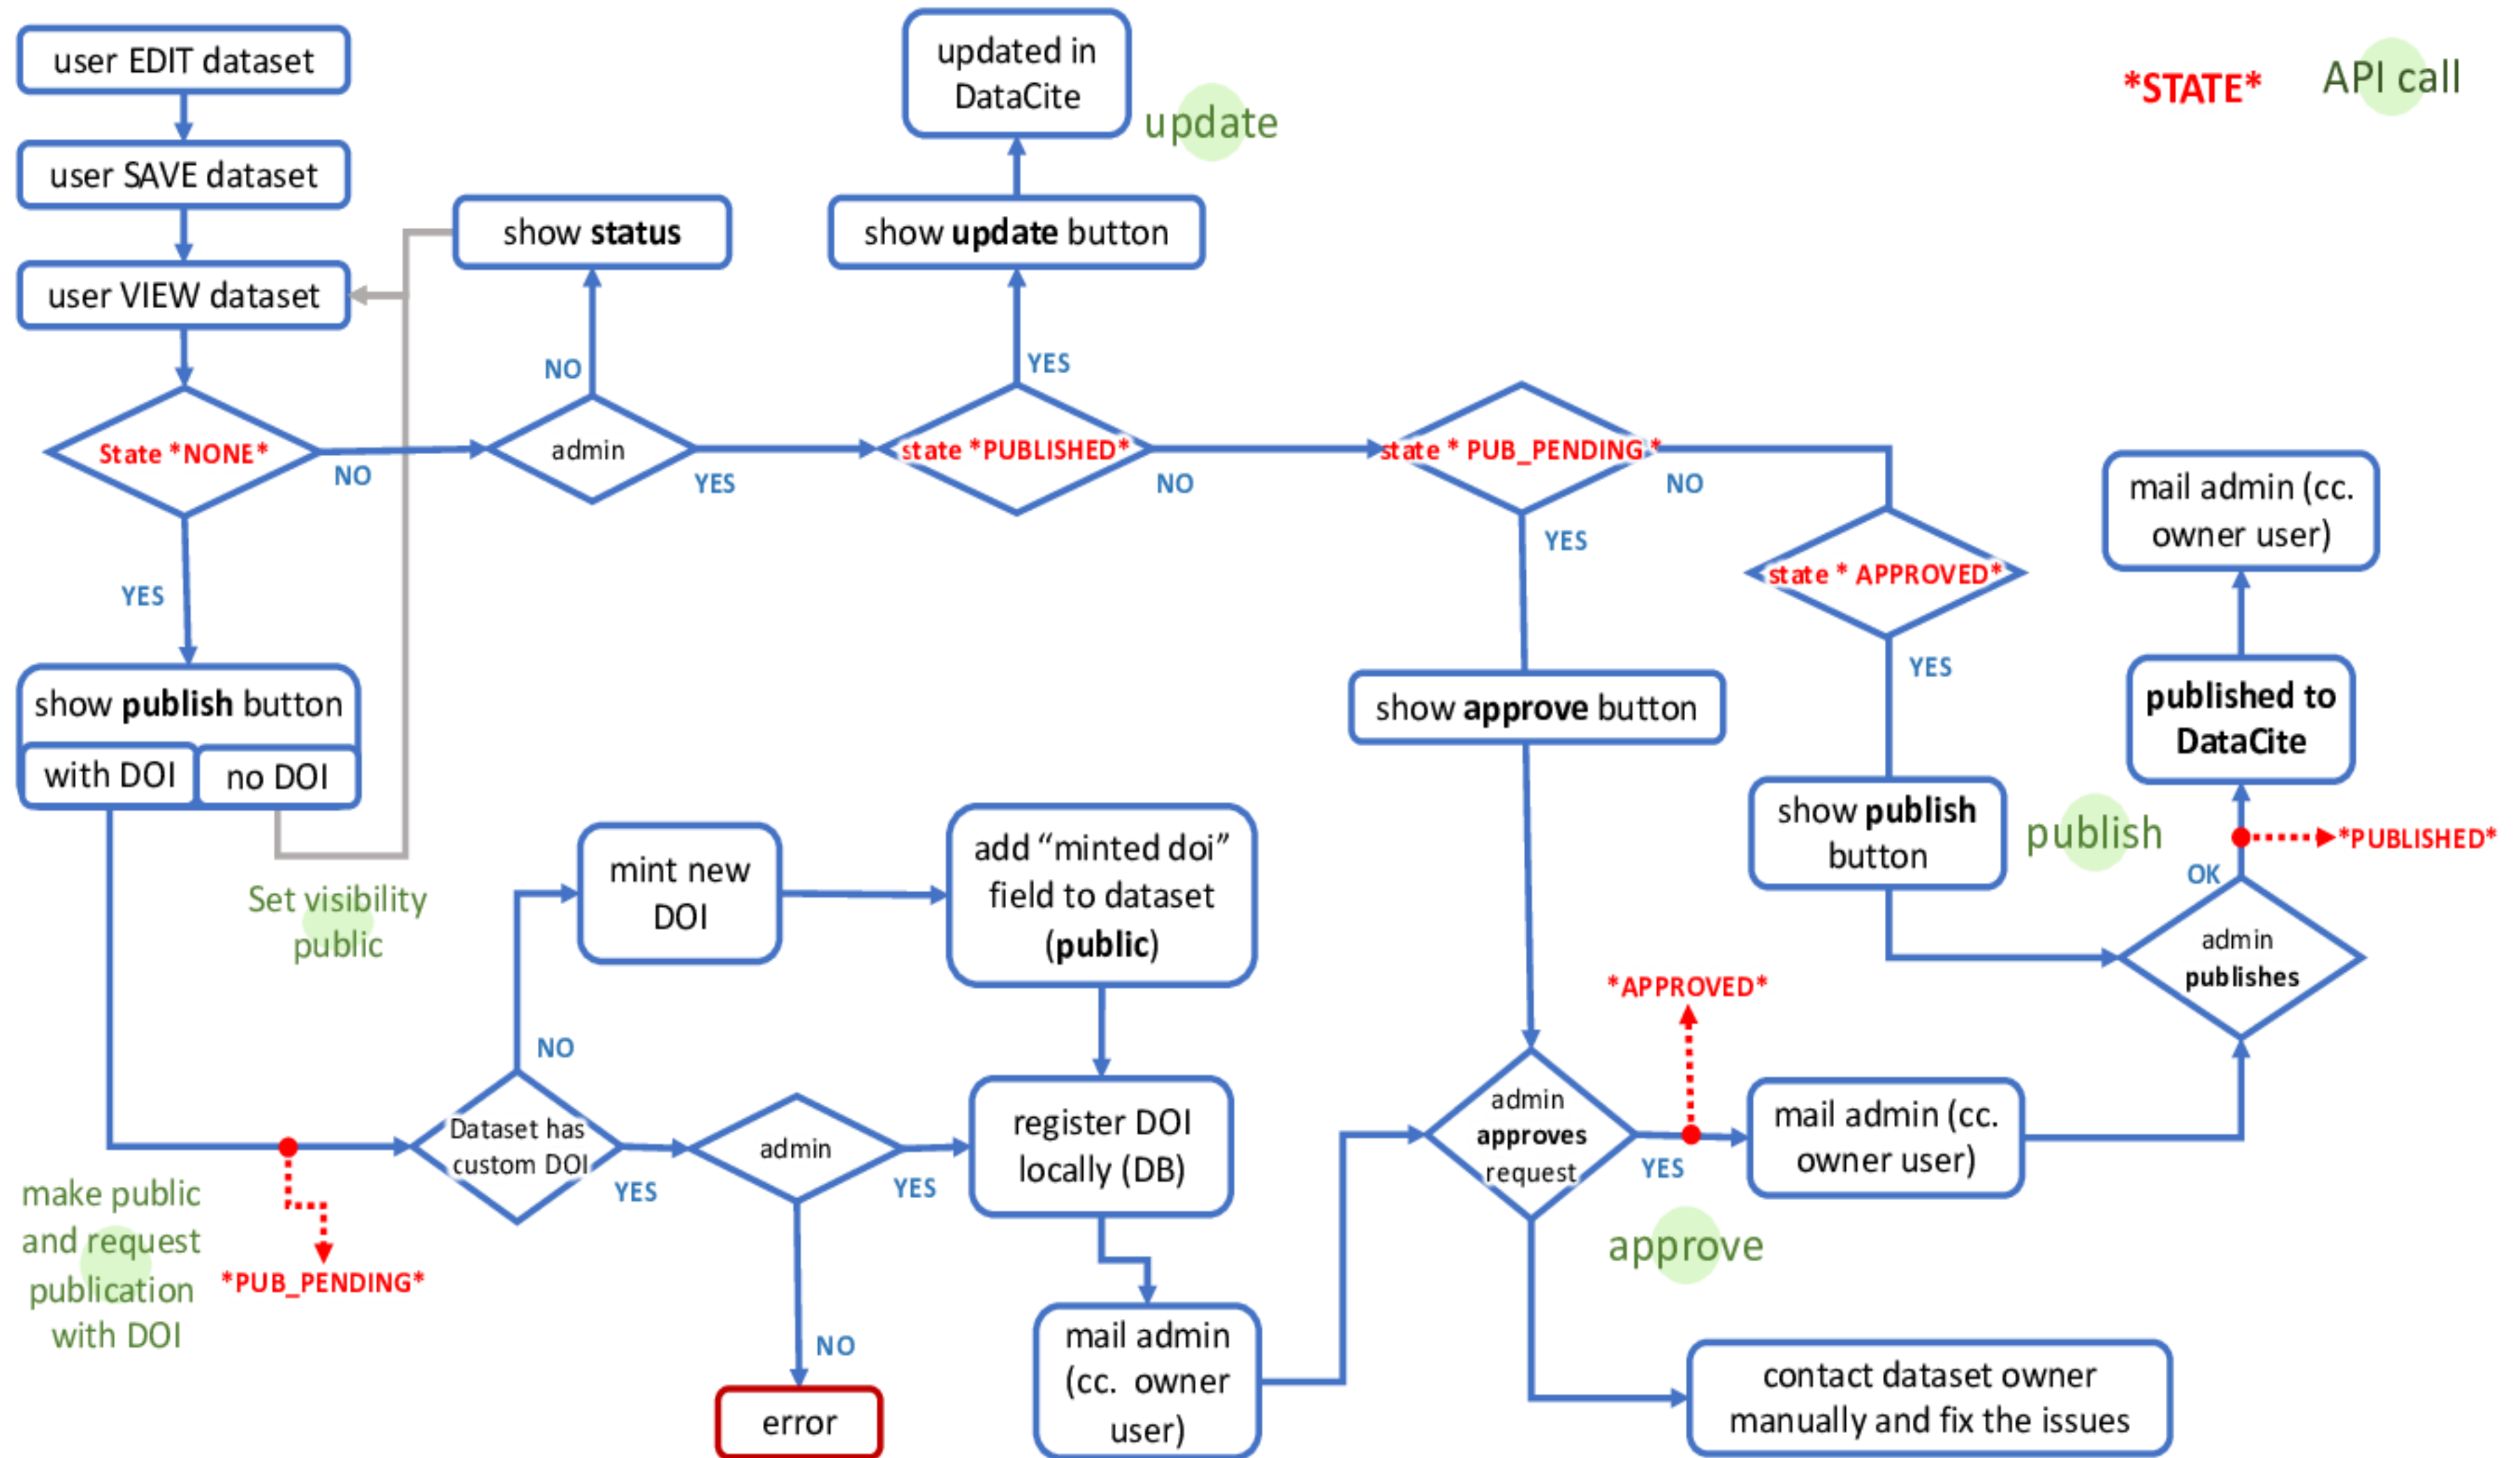 user EDIT dataset
user SAVE dataset
user VIEW dataset
show status
updated in
DataCite
update
show update button
*STATE*
API call
State *NONE*
NO
YES
admin
NO
YES
state *PUBLISHED*
YES
NO
state * PUB_PENDING *
NO
YES
state * APPROVED*
YES
mail admin (cc.
owner user)
published to
DataCite
show publish button
with DOI
no DOI
Set visibility
public
show approve button
show publish
button
publish
*PUBLISHED*
OK
admin
publishes
mint new
DOI
add “minted doi”
field to dataset
(public)
NO
Dataset has
custom DOI
YES
admin
YES
NO
register DOI
locally (DB)
make public
and request
publication
with DOI
*PUB_PENDING*
error
mail admin
(cc. owner
user)
admin
approves
request
YES
*APPROVED*
approve
mail admin (cc.
owner user)
contact dataset owner
manually and fix the issues